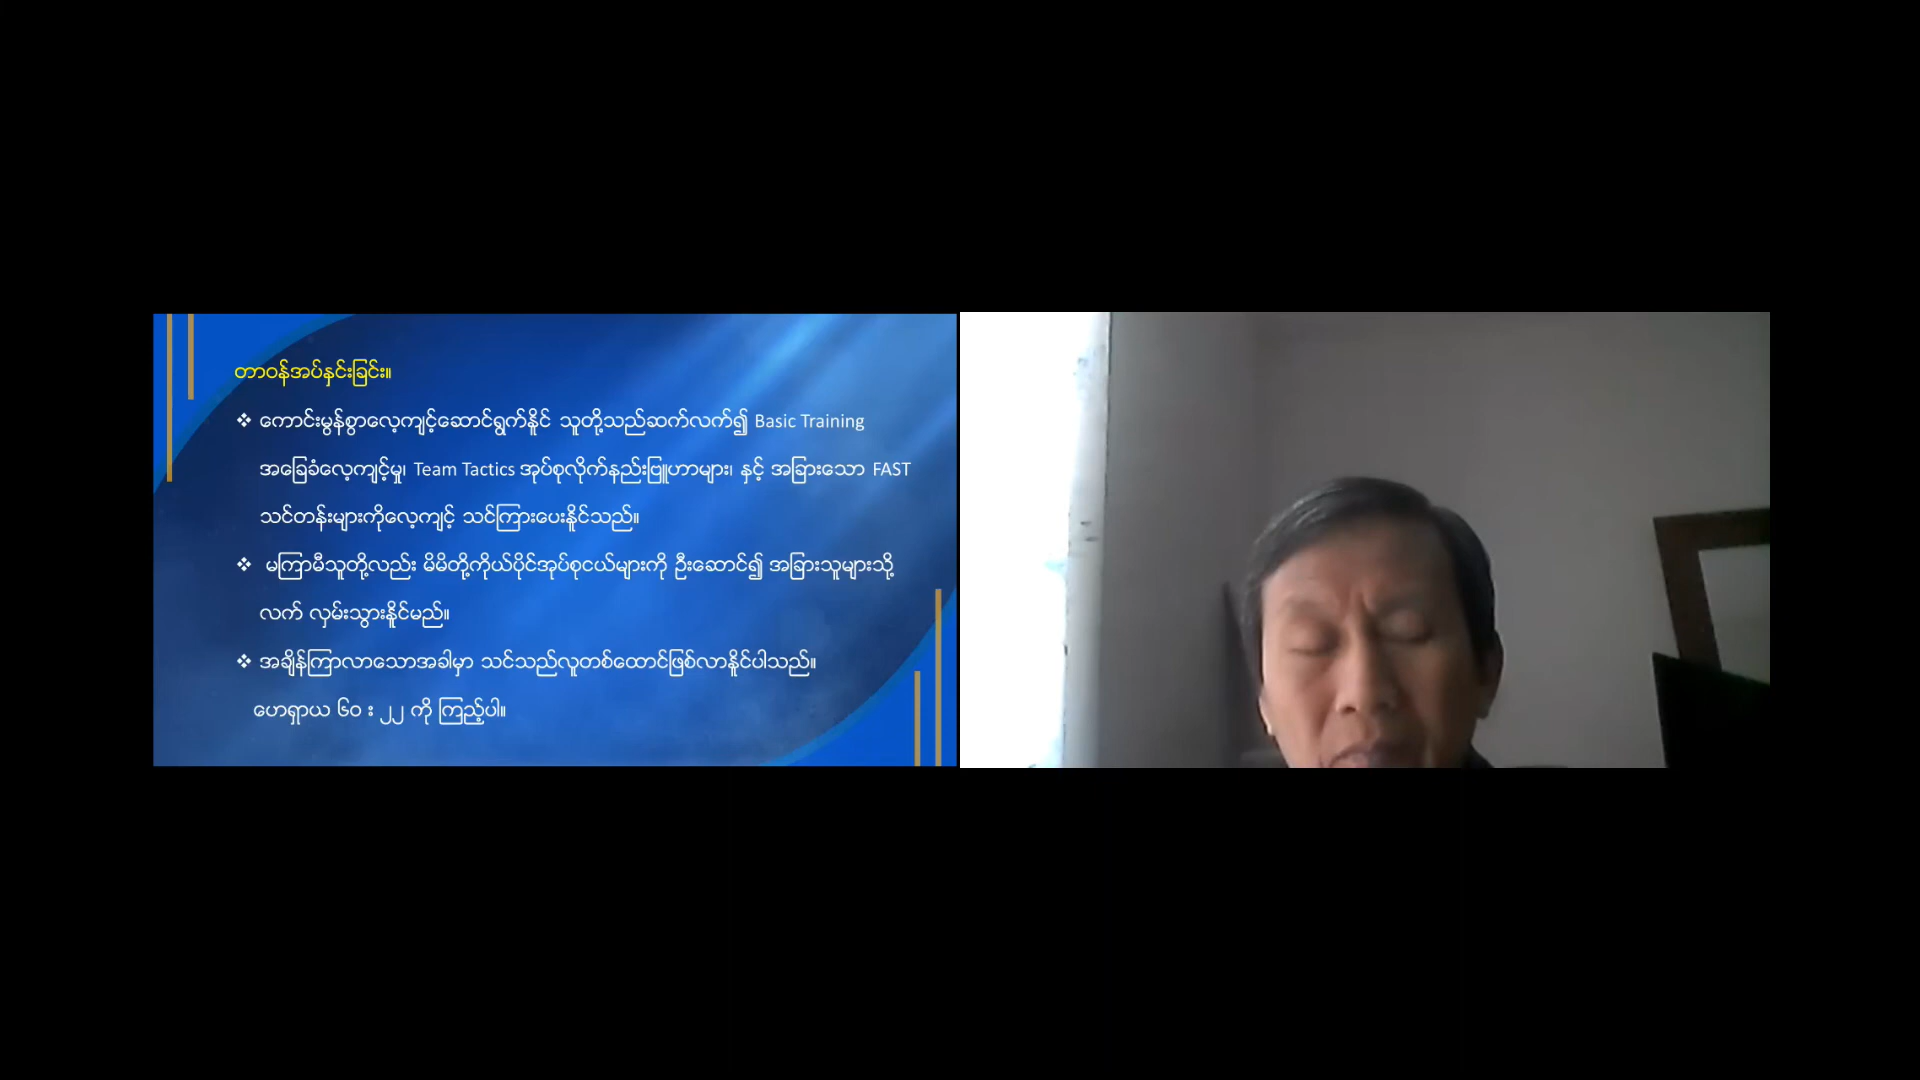 တာဝန်အပ်နှင်းခြင်း။
❖ ကောင်းမွန်စွာလေ့ကျင့်ဆောင်ရွက်နိူင် သူတို့သည်ဆက်လက်၍ Basic Training
အခြေခံလေ့ကျင့်မှု၊ Team Tactics အုပ်စုလိုက်နည်းဗြူဟာများ၊ နှင့် အခြားသော FAST
သင်တန်းများကိုလေ့ကျင့် သင်ကြားပေးနိူင်သည်။
❖ မကြာမီသူတို့လည်း မိမိတို့ကိုယ်ပိုင်အုပ်စုငယ်များကို ဦးဆောင်၍ အခြားသူများသို့
လက် လှမ်းသွားနိူင်မည်။
❖ အချိန်ကြာလာသောအခါမှာ သင်သည်လူတစ်ထောင်ဖြစ်လာနိူင်ပါသည်။
ဟေရှာယ ၆၀ : ၂၂ ကို ကြည့်ပါ။